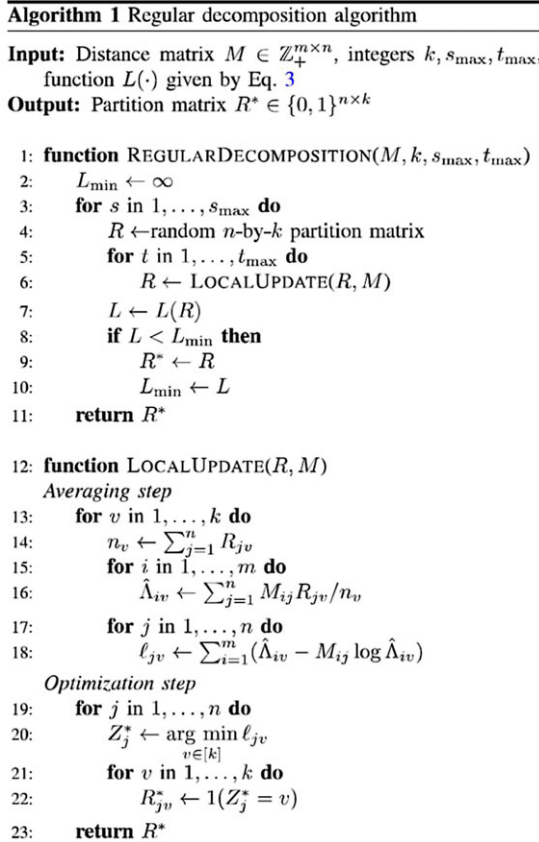 Algorithm 1 Regular decomposition algorithm
Input: Distance matrix M ∈ ℤ₊^{m×n}, integers k, s_max, t_max,
function L(·) given by Eq. 3
Output: Partition matrix R* ∈ {0, 1}^{n×k}
1: function REGULARDECOMPOSITION(M, k, s_max, t_max)
2: L_min ← ∞
3: for s in 1, . . . , s_max do
4: R ←random n-by-k partition matrix
5: for t in 1, . . . , t_max do
6: R ← LOCALUPDATE(R, M)
7: L ← L(R)
8: if L < L_min then
9: R* ← R
10: L_min ← L
11: return R*
12: function LOCALUPDATE(R, M)
Averaging step
13: for v in 1, . . . , k do
14: n_v ← ∑_{j=1}^{n} R_{jv}
15: for i in 1, . . . , m do
16: Λ̂_{iv} ← ∑_{j=1}^{n} M_{ij} R_{jv}/n_v
17: for j in 1, . . . , n do
18: ℓ_{jv} ← ∑_{i=1}^{m} (Λ̂_{iv} − M_{ij} log Λ̂_{iv})
Optimization step
19: for j in 1, . . . , n do
20: Z*_j ← arg min ℓ_{jv}
v∈[k]
21: for v in 1, . . . , k do
22: R*_{jv} ← 1(Z*_j = v)
23: return R*